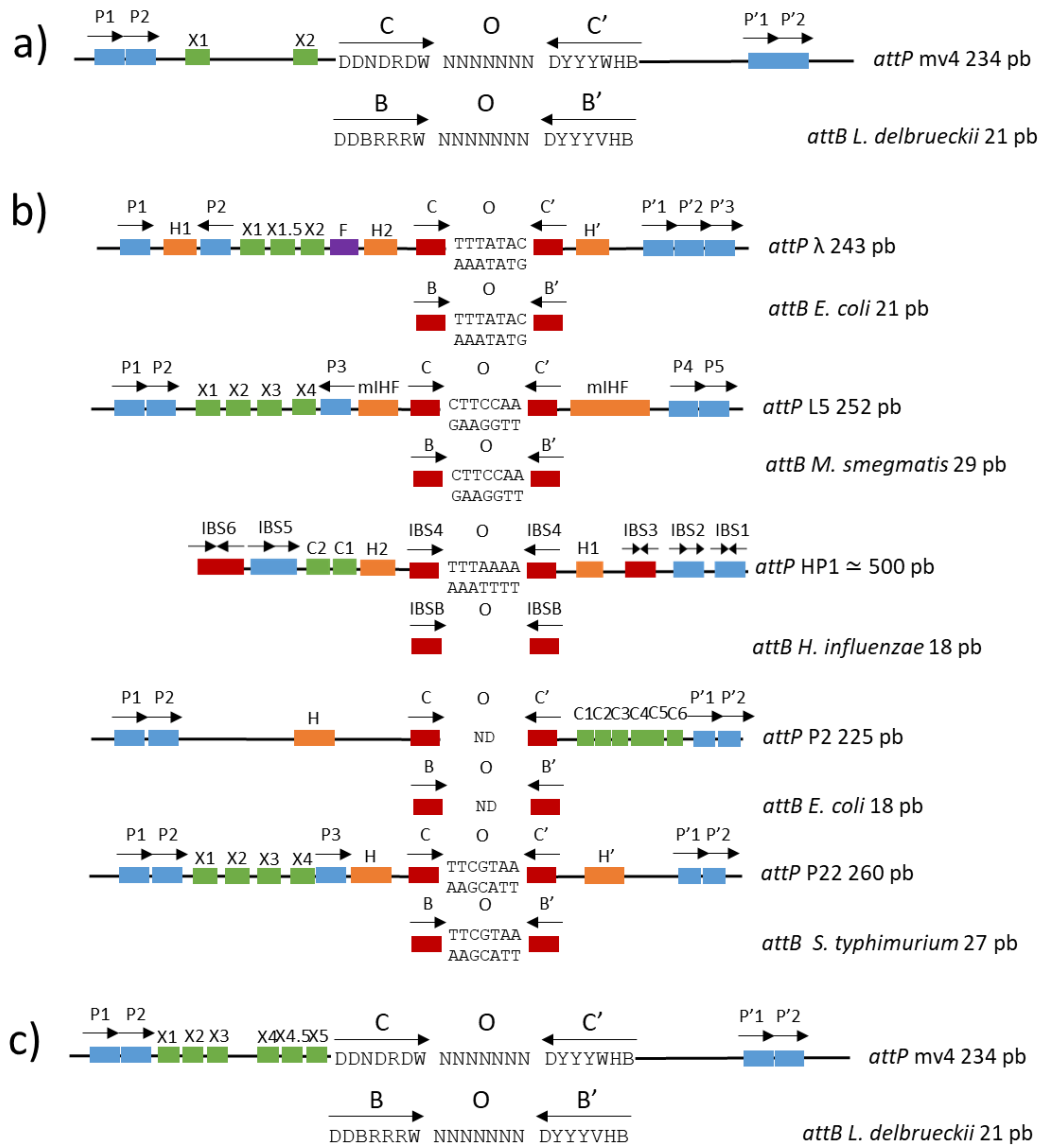 a)
P1 P2 X1 X2 C O C’ P’1 P’2
DDNDRDW NNNNNNN DYYYWHB
attP mv4 234 pb
B O B’
DDBRRRW NNNNNNN DYYYVHB
attB L. delbrueckii 21 pb
b)
P1 H1 P2 X1 X1.5 X2 F H2 C O C’ H’ P’1 P’2 P’3
TTTATAC
AAATATG
attP λ 243 pb
B O B’
TTTATAC
AAATATG
attB E. coli 21 pb
P1 P2 X1 X2 X3 X4 P3 mIHF C O C’ mIHF P4 P5
CTTCCAA
GAAGGTT
attP L5 252 pb
B O B’
CTTCCAA
GAAGGTT
attB M. smegmatis 29 pb
IBS6 IBS5 C2 C1 H2 IBS4 O IBS4 H1 IBS3 IBS2 IBS1
TTTAAAA
AAATTTT
attP HP1 ≃ 500 pb
IBSB O IBSB
attB H. influenzae 18 pb
P1 P2 H C O C’ C1 C2 C3 C4 C5 C6 P’1 P’2
ND
attP P2 225 pb
B O B’
ND
attB E. coli 18 pb
P1 P2 X1 X2 X3 X4 P3 H C O C’ H’ P’1 P’2
TTCGTAA
AAGCATT
attP P22 260 pb
B O B’
TTCGTAA
AAGCATT
attB S. typhimurium 27 pb
c)
P1 P2 X1 X2 X3 X4 X4.5 X5 C O C’ P’1 P’2
DDNDRDW NNNNNNN DYYYWHB
attP mv4 234 pb
B O B’
DDBRRRW NNNNNNN DYYYVHB
attB L. delbrueckii 21 pb